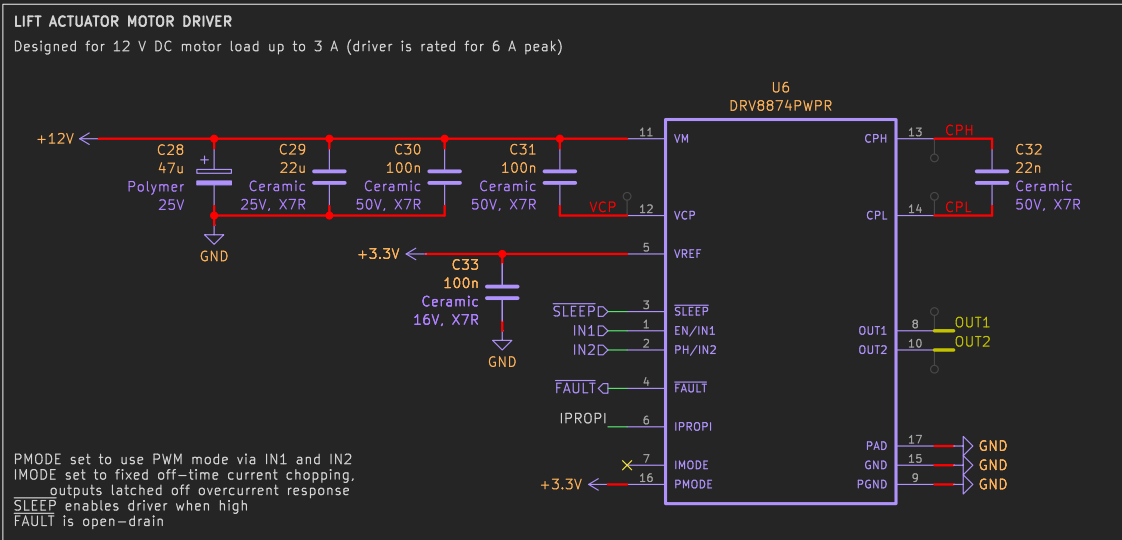 LIFT ACTUATOR MOTOR DRIVER
Designed for 12 V DC motor load up to 3 A (driver is rated for 6 A peak)
U6
DRV8874PWPR
+12V
C28
47u
Polymer
25V
C29
22u
Ceramic
25V, X7R
C30
100n
Ceramic
50V, X7R
C31
100n
Ceramic
50V, X7R
GND
VCP
11
VM
12
VCP
+3.3V
5
VREF
C33
100n
Ceramic
16V, X7R
GND
SLEEP
3
SLEEP
IN1
1
EN/IN1
IN2
2
PH/IN2
FAULT
4
FAULT
IPROPI
6
IPROPI
7
IMODE
+3.3V
16
PMODE
CPH
13
CPH
CPL
14
CPL
C32
22n
Ceramic
50V, X7R
OUT1
8
OUT1
OUT2
10
OUT2
PAD
17
GND
GND
15
GND
PGND
9
GND
PMODE set to use PWM mode via IN1 and IN2
IMODE set to fixed off-time current chopping,
outputs latched off overcurrent response
SLEEP enables driver when high
FAULT is open-drain